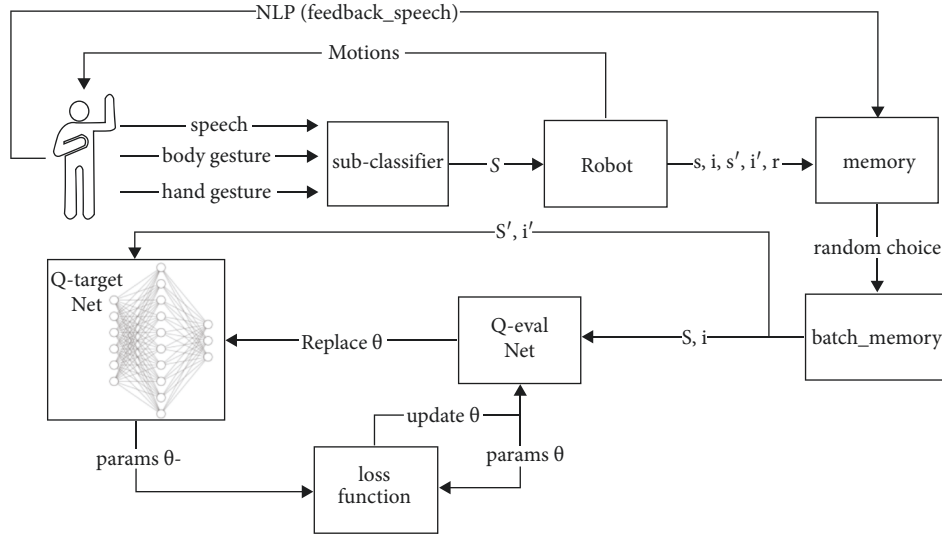 NLP (feedback_speech)
Motions
speech
body gesture
hand gesture
sub-classifier
S
Robot
s, i, s′, i′, r
memory
random choice
S′, i′
Q-target
Net
Replace θ
Q-eval
Net
S, i
batch_memory
update θ
params θ-
params θ
loss
function